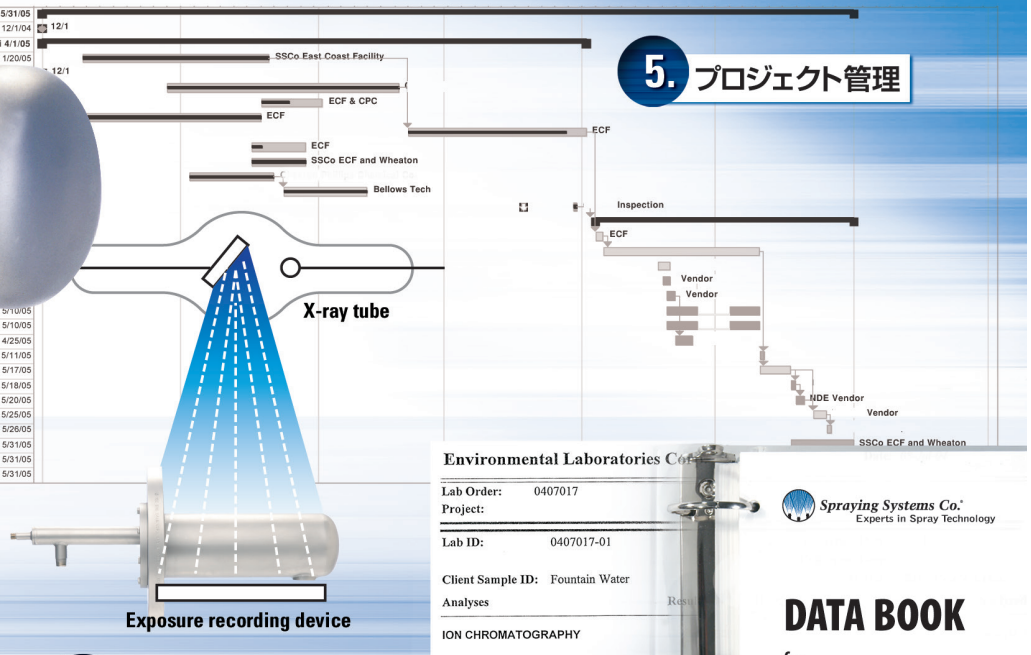 5/31/05
12/1/04
12/1
4/1/05
1/20/05
SSCo East Coast Facility
12/1
5. プロジェクト管理
ECF & CPC
ECF
ECF
ECF
SSCo ECF and Wheaton
Bellows Tech
Inspection
ECF
Vendor
Vendor
X-ray tube
5/10/05
5/10/05
4/25/05
5/11/05
5/17/05
5/18/05
5/20/05
5/25/05
5/26/05
5/31/05
5/31/05
5/31/05
NDE Vendor
Vendor
SSCo ECF and Wheaton
Exposure recording device
Environmental Laboratories
Lab Order: 0407017
Project:
Lab ID: 0407017-01
Client Sample ID: Fountain Water
Analyses
ION CHROMATOGRAPHY
Spraying Systems Co.®
Experts in Spray Technology
DATA BOOK